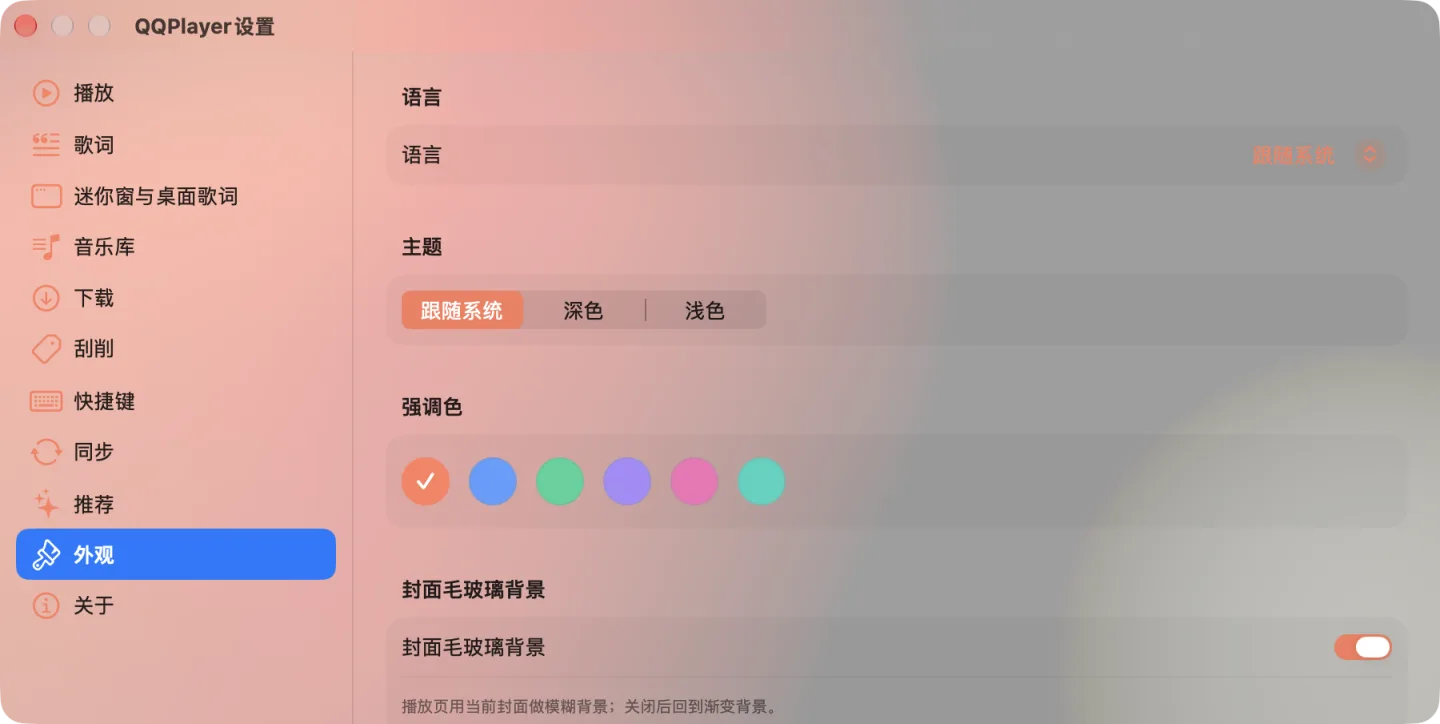 QQPlayer设置
播放
歌词
迷你窗与桌面歌词
音乐库
下载
刮削
快捷键
同步
推荐
外观
关于
语言
语言 跟随系统
主题
跟随系统 深色 浅色
强调色
封面毛玻璃背景
封面毛玻璃背景
播放页用当前封面做模糊背景；关闭后回到渐变背景。